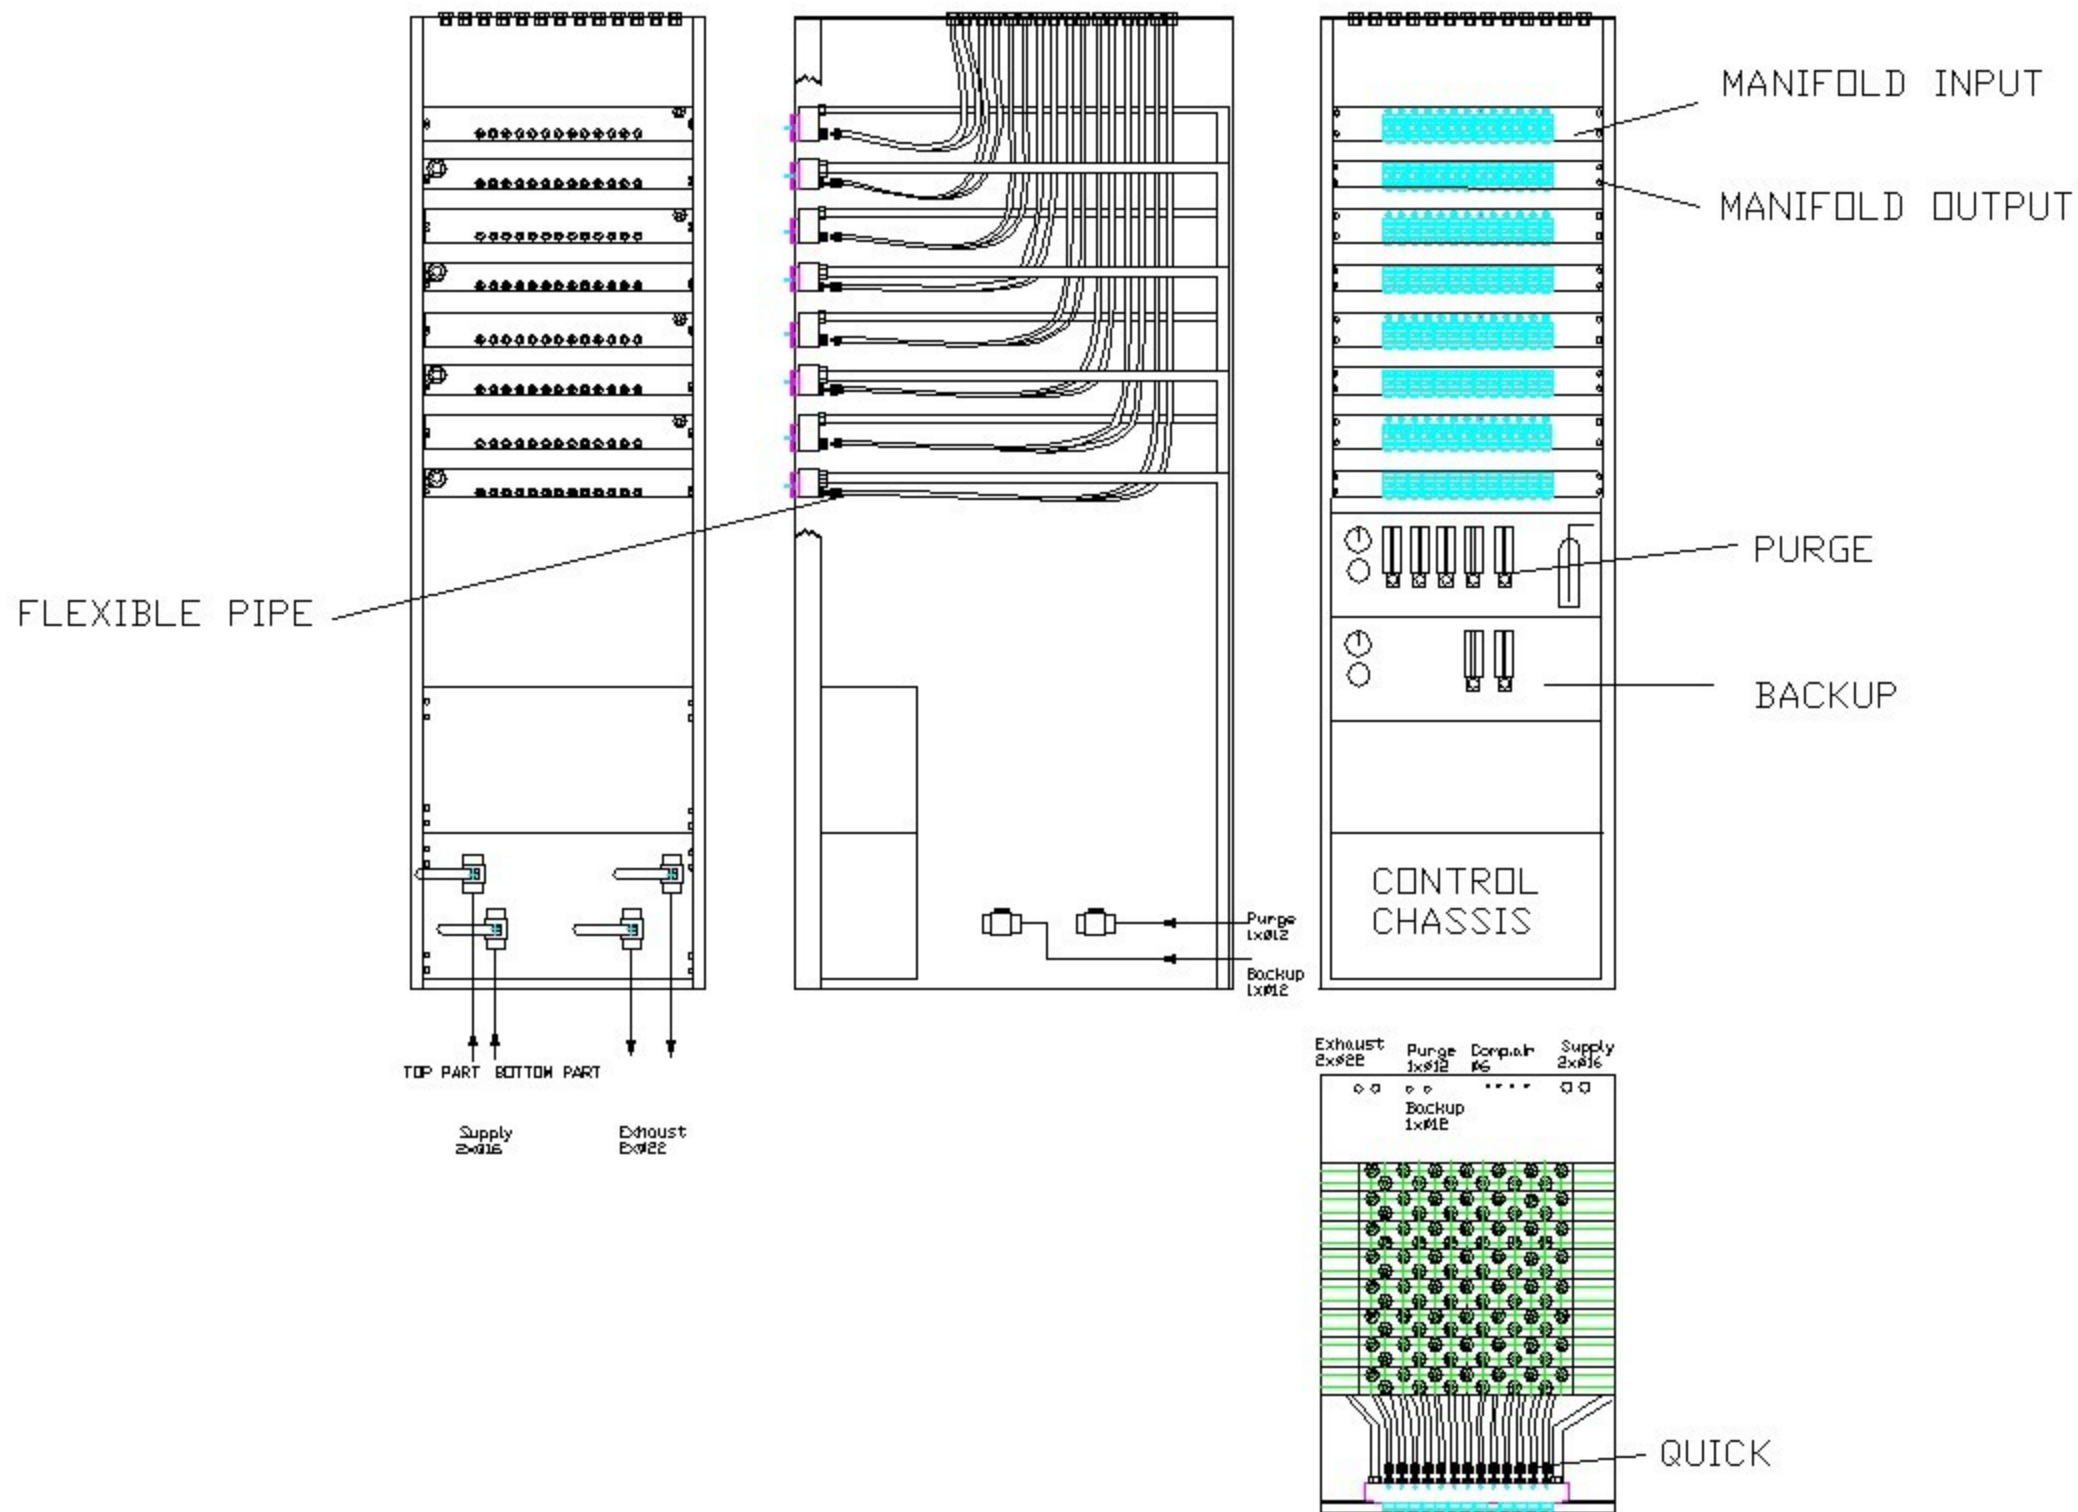 MANIFOLD INPUT
MANIFOLD OUTPUT
PURGE
FLEXIBLE PIPE
BACKUP
CONTROL
CHASSIS
Purge
1xØ12
Backup
1xØ12
TOP PART BOTTOM PART
Supply
2xØ16
Exhaust
2xØ22
Exhaust
2xØ22
Purge
1xØ12
Comp.air
Ø6
Supply
2xØ16
Backup
1xØ12
QUICK